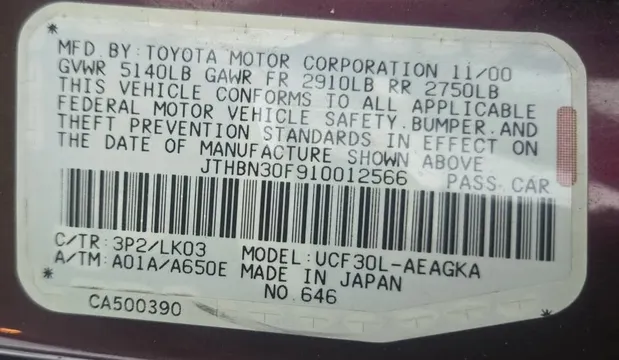 MFD.BY:TOYOTA MOTOR CORPORATION 11/00
GVWR 5140LB GAWR FR 2910LB RR 2750LB
THIS VEHICLE CONFORMS TO ALL APPLICABLE
FEDERAL MOTOR VEHICLE SAFETY.BUMPER.AND
THEFT PREVENTION STANDARDS IN EFFECT ON
THE DATE OF MANUFACTURE SHOWN ABOVE
JTHBN30F910012566 PASS.CAR
C/TR:3P2/LK03 MODEL:UCF30L-AEAGKA
A/TM:A01A/A650E MADE IN JAPAN
NO.646
CA500390